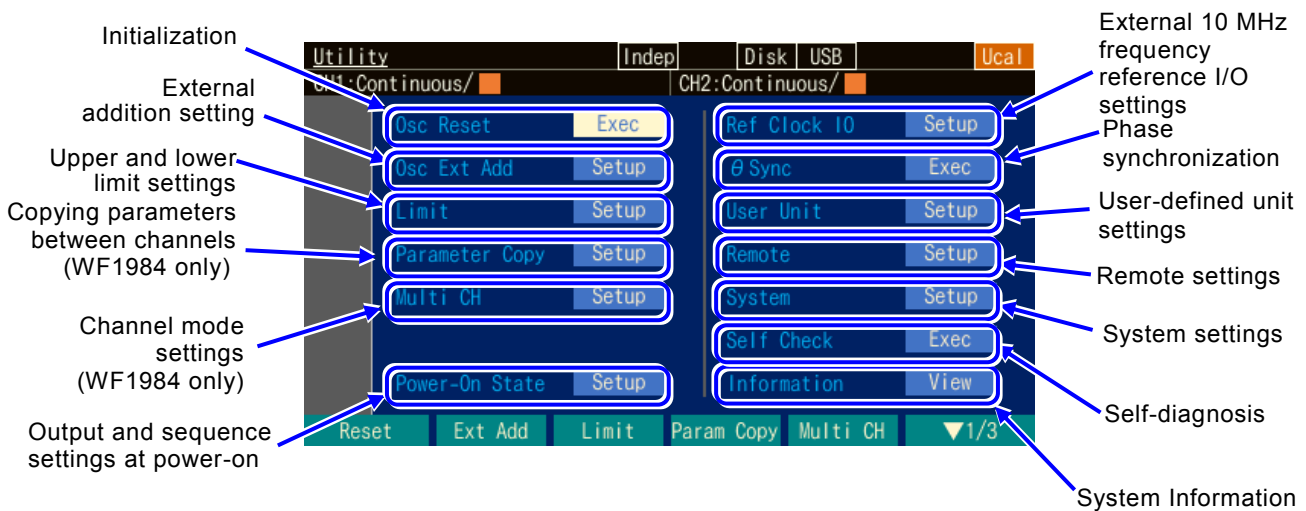 Initialization
External
addition setting
Upper and lower
limit settings
Copying parameters
between channels
(WF1984 only)
Channel mode
settings
(WF1984 only)
Output and sequence
settings at power-on
Utility Indep Disk USB Ucal
CH1:Continuous/ CH2:Continuous/
Osc Reset Exec Ref Clock IO Setup
Osc Ext Add Setup θSync Exec
Limit Setup User Unit Setup
Parameter Copy Setup Remote Setup
Multi CH Setup System Setup
Self Check Exec
Power-On State Setup Information View
Reset Ext Add Limit Param Copy Multi CH ▼1/3
External 10 MHz
frequency
reference I/O
settings
Phase
synchronization
User-defined unit
settings
Remote settings
System settings
Self-diagnosis
System Information